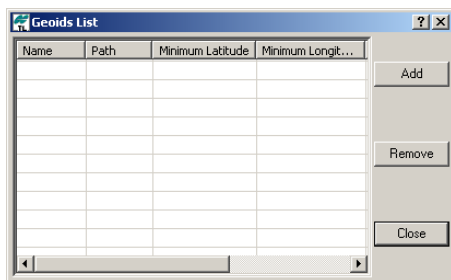 Geoids List
Name Path Minimum Latitude Minimum Longit...
Add
Remove
Close